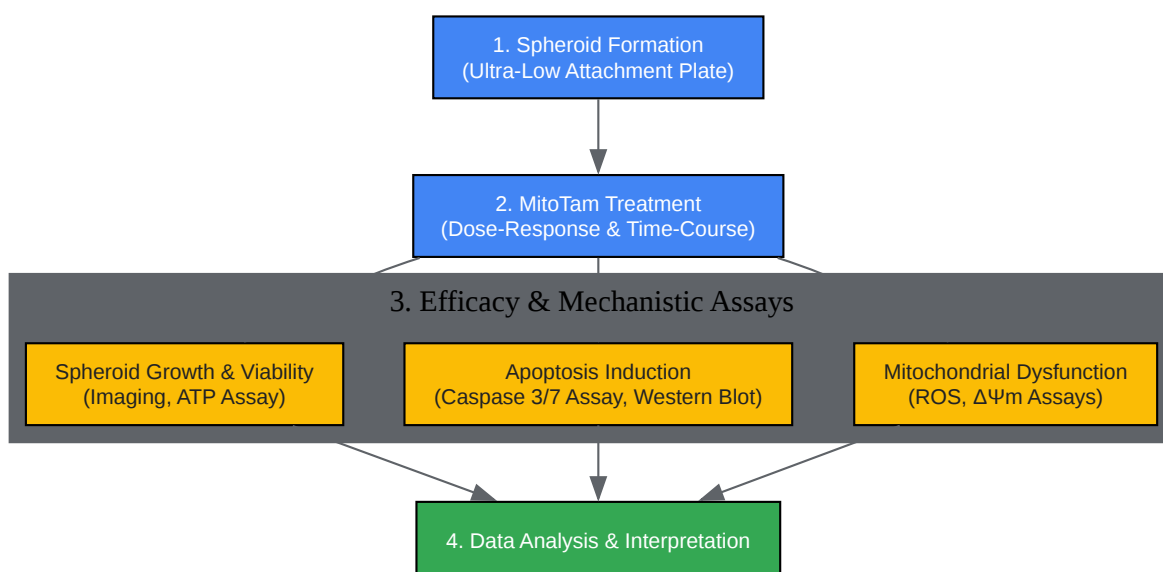 1. Spheroid Formation
(Ultra-Low Attachment Plate)
2. MitoTam Treatment
(Dose-Response & Time-Course)
3. Efficacy & Mechanistic Assays
Spheroid Growth & Viability
(Imaging, ATP Assay)
Apoptosis Induction
(Caspase 3/7 Assay, Western Blot)
Mitochondrial Dysfunction
(ROS, ΔΨm Assays)
4. Data Analysis & Interpretation